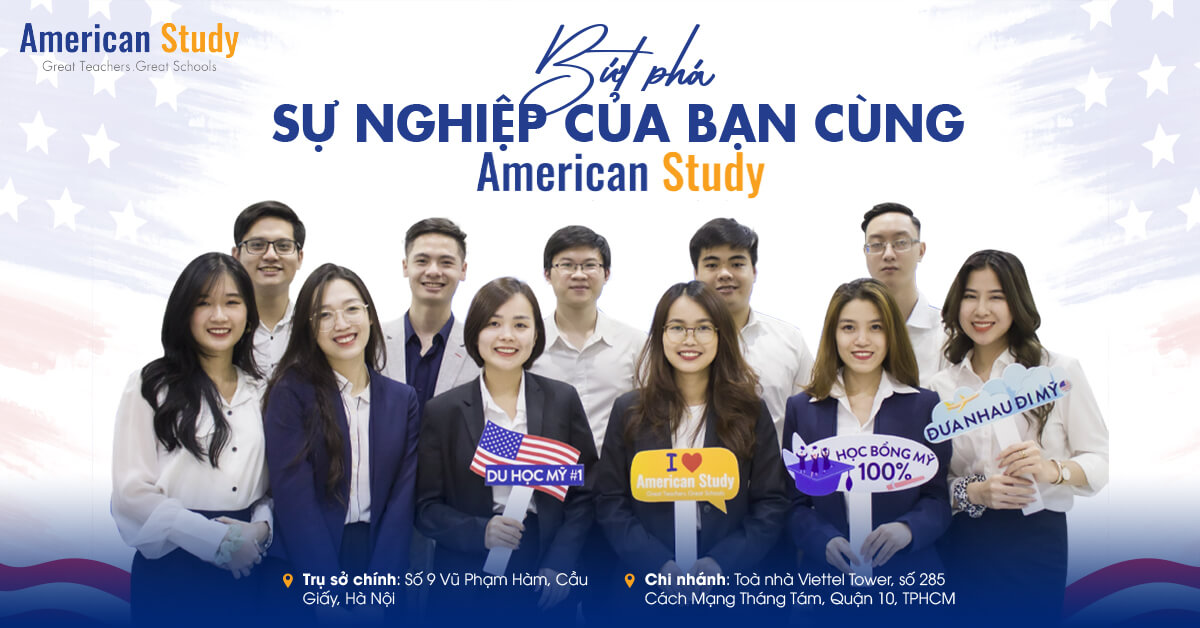 American Study
Great Teachers.Great Schools
Bứt phá
SỰ NGHIỆP CỦA BẠN CÙNG
American Study
DU HỌC MỸ #1
I ❤
American Study
Great Teachers.Great Schools
HỌC BỔNG MỸ
100%
ĐƯA NHAU ĐI MỸ
Trụ sở chính: Số 9 Vũ Phạm Hàm, Cầu
Giấy, Hà Nội
Chi nhánh: Toà nhà Viettel Tower, số 285
Cách Mạng Tháng Tám, Quận 10, TPHCM